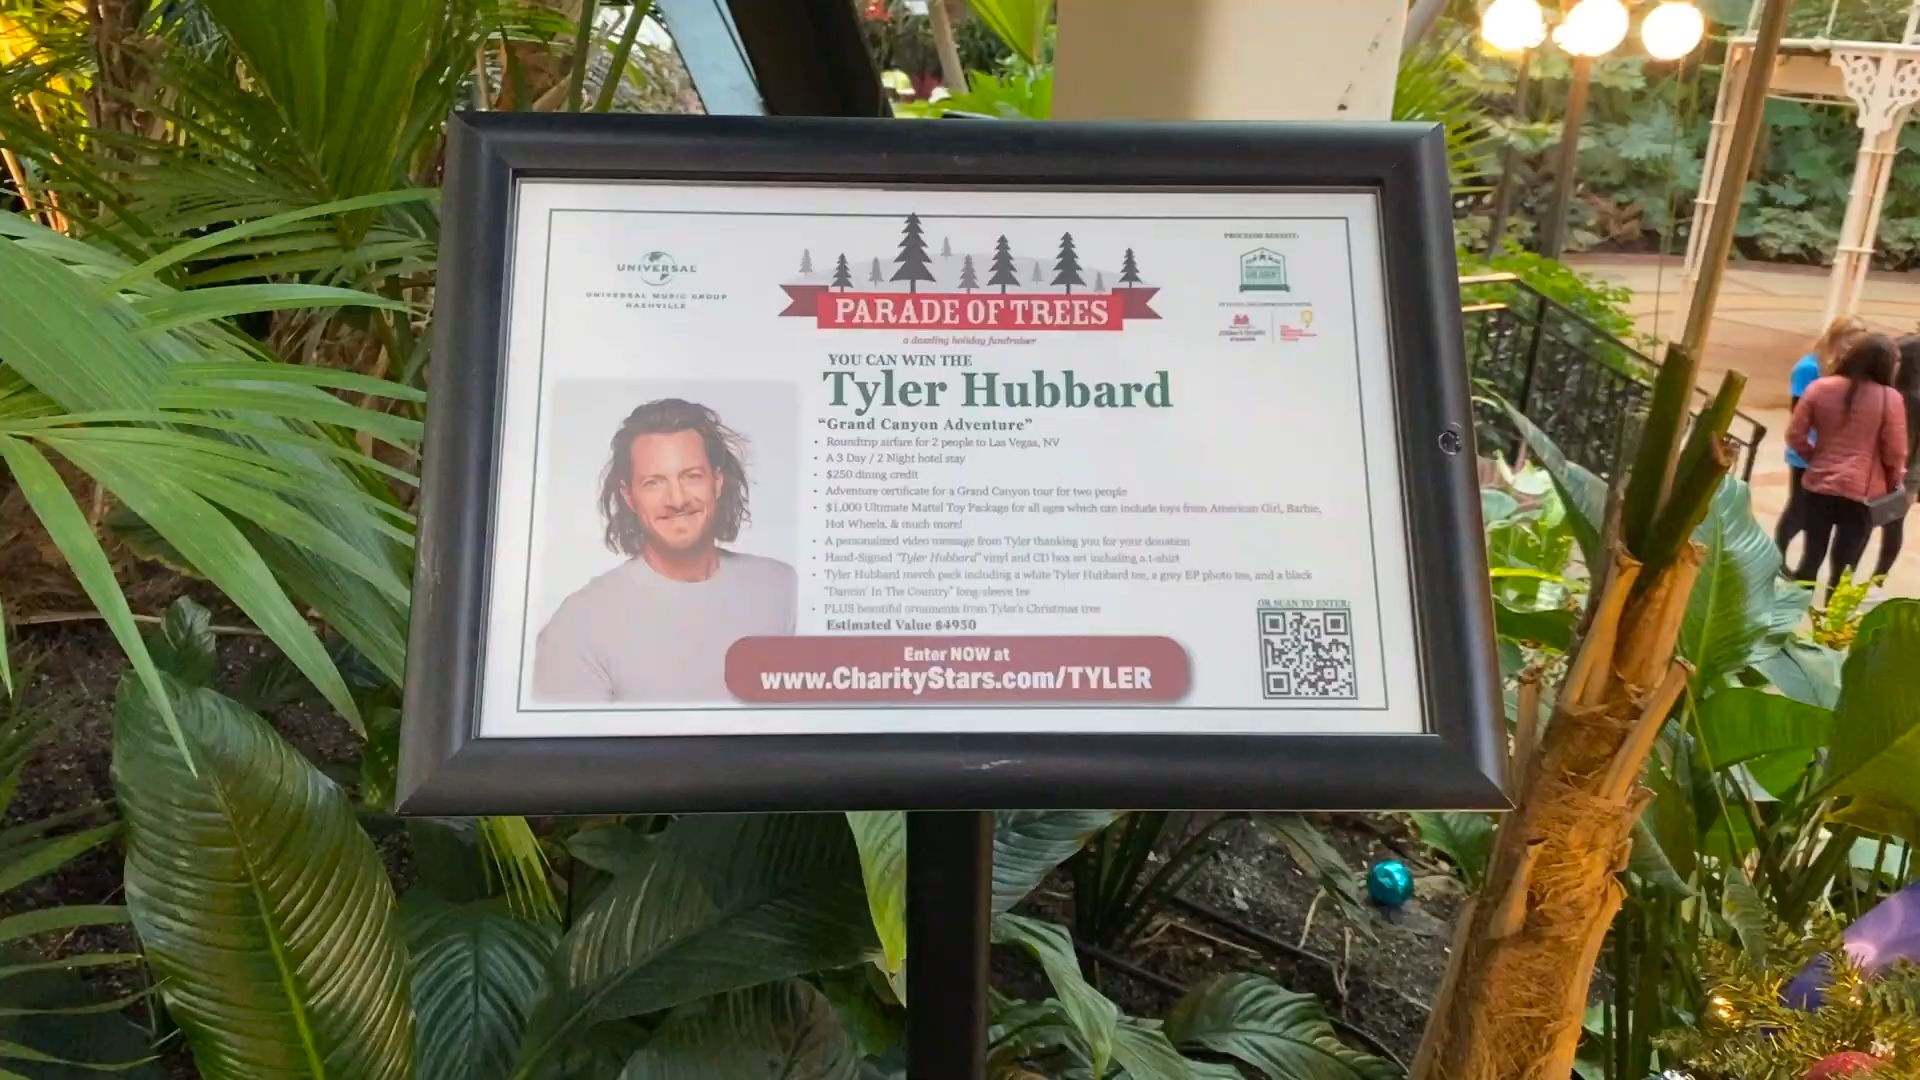 UNIVERSAL
UNIVERSAL MUSIC GROUP
NASHVILLE
PARADE OF TREES
a dazzling holiday fundraiser
PROCEEDS BENEFIT:
YOU CAN WIN THE
Tyler Hubbard
“Grand Canyon Adventure”
• Roundtrip airfare for 2 people to Las Vegas, NV
• A 3 Day / 2 Night hotel stay
• $250 dining credit
• Adventure certificate for a Grand Canyon tour for two people
• $1,000 Ultimate Mattel Toy Package for all ages which can include toys from American Girl, Barbie,
Hot Wheels, & much more!
• A personalized video message from Tyler thanking you for your donation
• Hand-Signed "Tyler Hubbard" vinyl and CD box set including a t-shirt
• Tyler Hubbard merch pack including a white Tyler Hubbard tee, a grey EP photo tee, and a black
"Dancin' In The Country" long-sleeve tee
• PLUS beautiful ornaments from Tyler's Christmas tree
Estimated Value $4950
OR SCAN TO ENTER:
Enter NOW at
www.CharityStars.com/TYLER